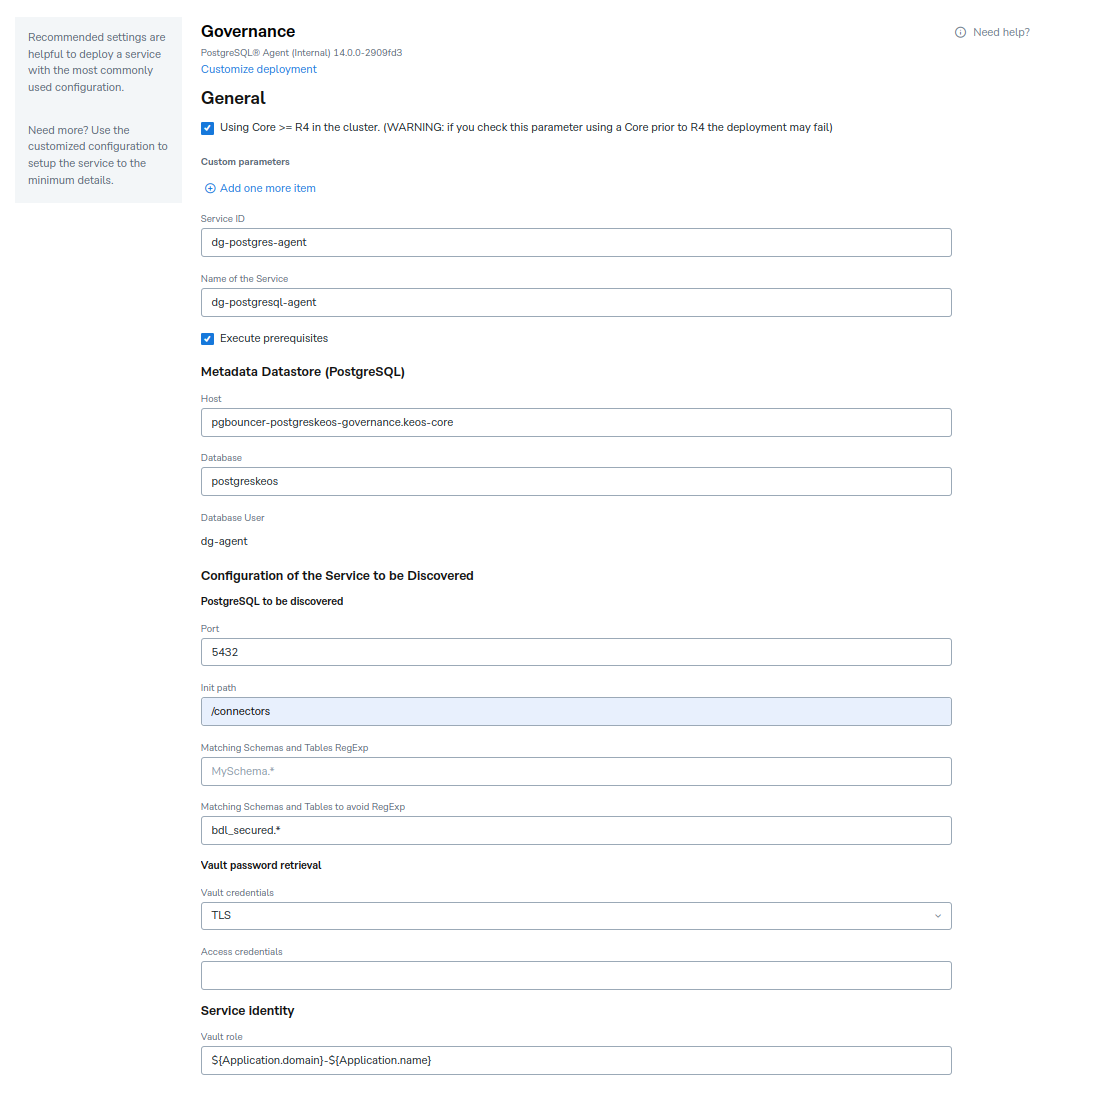 Recommended settings are
helpful to deploy a service
with the most commonly
used configuration.
Need more? Use the
customized configuration to
setup the service to the
minimum details.
Governance
Need help?
PostgreSQL® Agent (Internal) 14.0.0-2909fd3
Customize deployment
General
Using Core >= R4 in the cluster. (WARNING: if you check this parameter using a Core prior to R4 the deployment may fail)
Custom parameters
Add one more item
Service ID
dg-postgres-agent
Name of the Service
dg-postgresql-agent
Execute prerequisites
Metadata Datastore (PostgreSQL)
Host
pgbouncer-postgreskeos-governance.keos-core
Database
postgreskeos
Database User
dg-agent
Configuration of the Service to be Discovered
PostgreSQL to be discovered
Port
5432
Init path
/connectors
Matching Schemas and Tables RegExp
MySchema.*
Matching Schemas and Tables to avoid RegExp
bdl_secured.*
Vault password retrieval
Vault credentials
TLS
Access credentials
Service identity
Vault role
${Application.domain}-${Application.name}